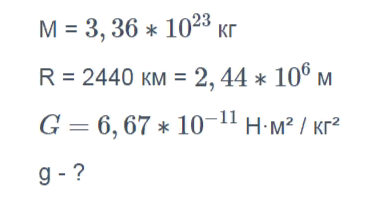 M = 3, 36 ∗ 10²³ кг
R = 2440 км = 2, 44 ∗ 10⁶ м
G = 6, 67 ∗ 10⁻¹¹ Н·м² / кг²
g - ?